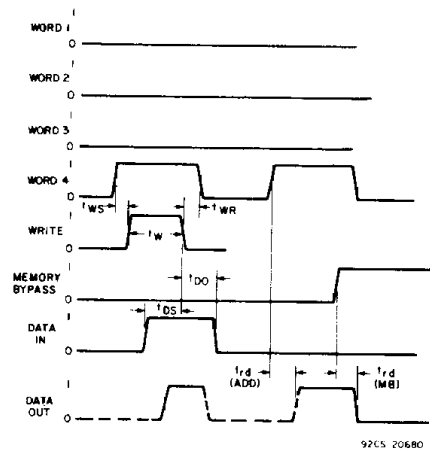 1
WORD 1
0
1
WORD 2
0
1
WORD 3
0
1
WORD 4
0
tWS
tWR
1
WRITE
tW
0
1
MEMORY
BYPASS
tDO
0
tDS
1
DATA
IN
0
trd
(ADD)
trd
(MB)
1
DATA
OUT
0
92CS 20680